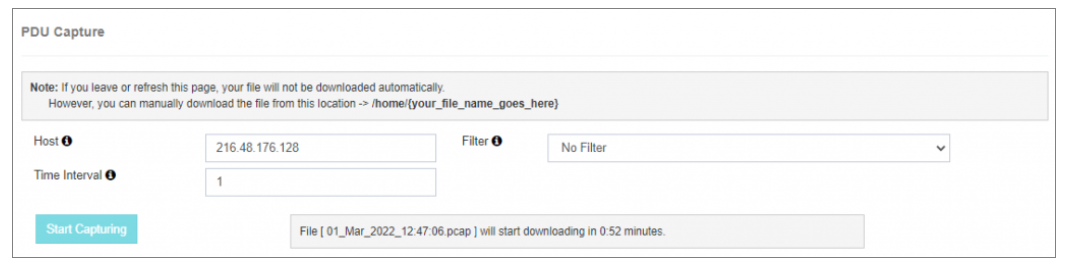 PDU Capture
Note: If you leave or refresh this page, your file will not be downloaded automatically.
However, you can manually download the file from this location -> /home/{your_file_name_goes_here}
Host
216.48.176.128
Filter
No Filter
Time Interval
1
Start Capturing
File [ 01_Mar_2022_12:47:06.pcap ] will start downloading in 0:52 minutes.